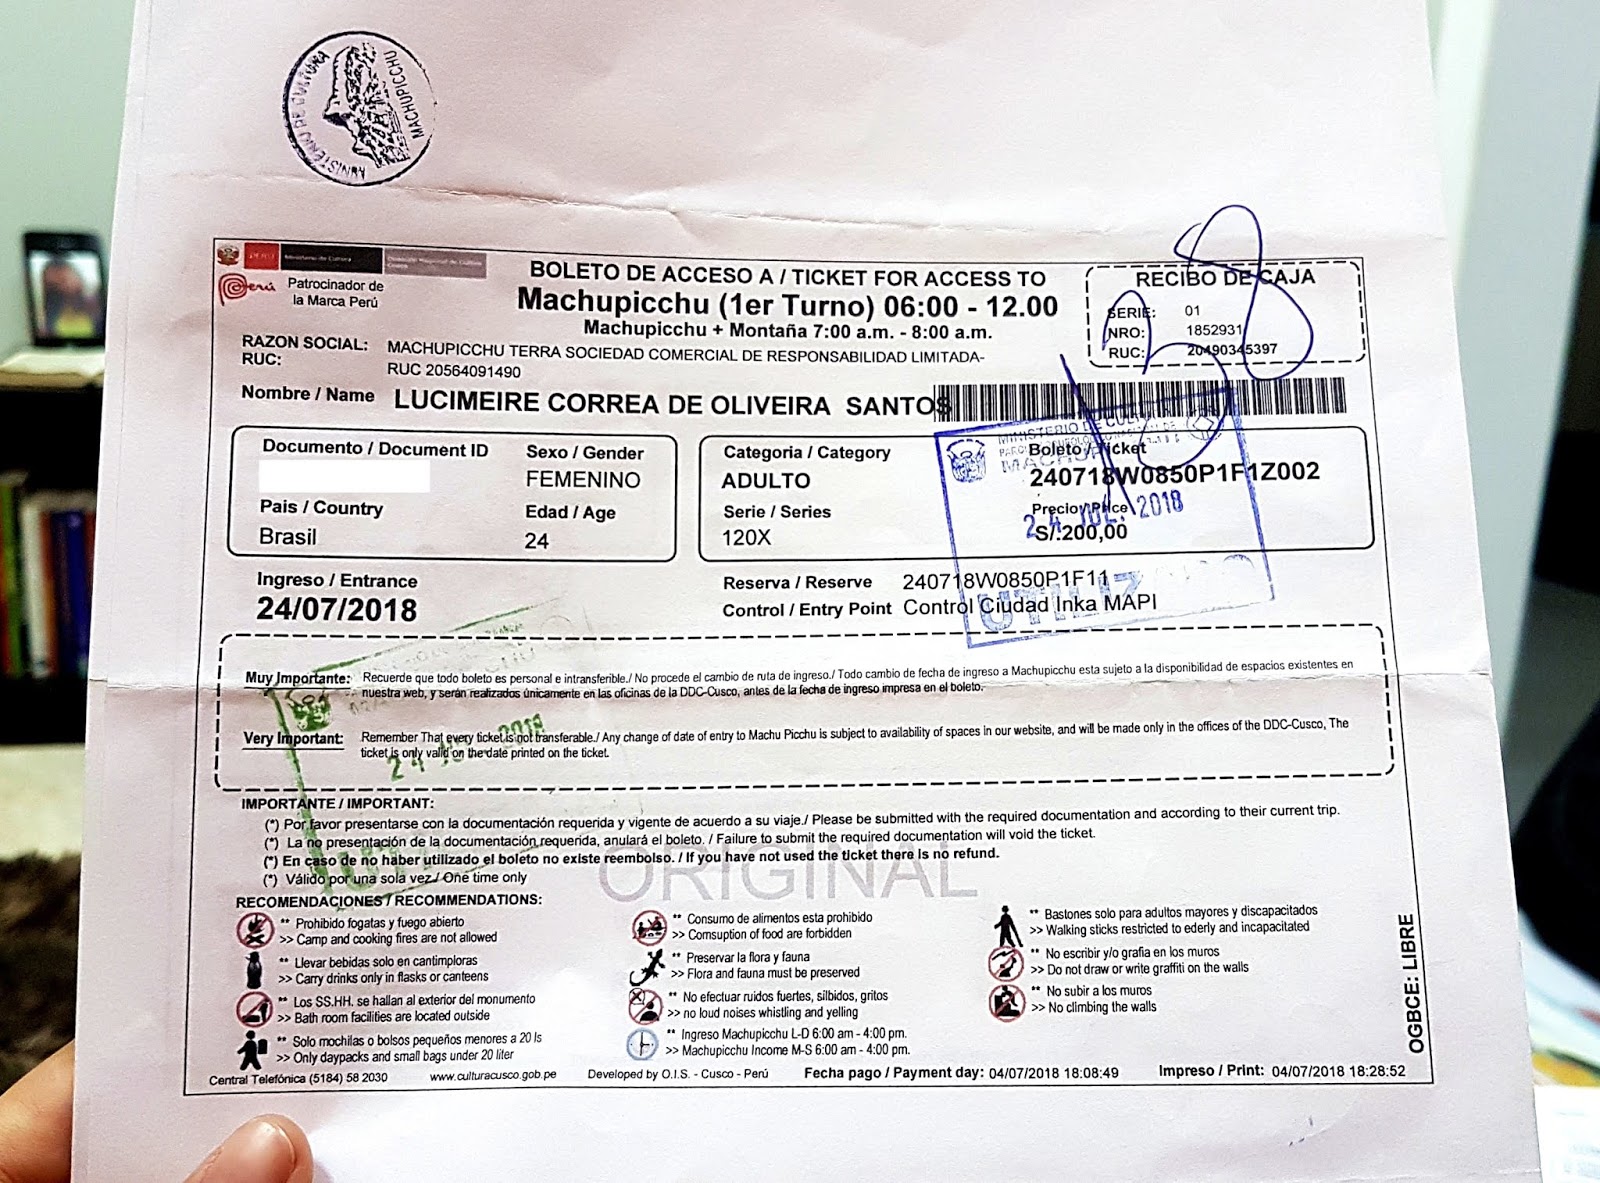 MINISTERIO DE CULTURA
MACHUPICCHU
PERÚ Ministerio de Cultura
Perú
Patrocinador de
la Marca Perú
BOLETO DE ACCESO A / TICKET FOR ACCESS TO
Machupicchu (1er Turno) 06:00 - 12.00
Machupicchu + Montaña 7:00 a.m. - 8:00 a.m.
RECIBO DE CAJA
SERIE: 01
NRO: 1852931
RUC: 20490345397
RAZON SOCIAL: MACHUPICCHU TERRA SOCIEDAD COMERCIAL DE RESPONSABILIDAD LIMITADA-
RUC: RUC 20564091490
Nombre / Name LUCIMEIRE CORREA DE OLIVEIRA SANTOS
Documento / Document ID
Sexo / Gender
FEMENINO
Pais / Country
Brasil
Edad / Age
24
Categoria / Category
ADULTO
Serie / Series
120X
MINISTERIO DE CULTURA
Boleto / Ticket
240718W0850P1F1Z002
Precio / Price
24 JUL. 2018
S/.200,00
Ingreso / Entrance
24/07/2018
Reserva / Reserve 240718W0850P1F11
Control / Entry Point Control Ciudad Inka MAPI
Muy Importante: Recuerde que todo boleto es personal e intransferible./ No procede el cambio de ruta de ingreso./ Todo cambio de fecha de ingreso a Machupicchu esta sujeto a la disponibilidad de espacios existentes en
nuestra web, y serán realizados únicamente en las oficinas de la DDC-Cusco, antes de la fecha de ingreso impresa en el boleto.
Very Important: Remember That every ticket is not transferable./ Any change of date of entry to Machu Picchu is subject to availability of spaces in our website, and will be made only in the offices of the DDC-Cusco, The
ticket is only valid on the date printed on the ticket.
IMPORTANTE / IMPORTANT:
(*) Por favor presentarse con la documentación requerida y vigente de acuerdo a su viaje./ Please be submitted with the required documentation and according to their current trip.
(*) La no presentación de la documentación requerida, anulará el boleto. / Failure to submit the required documentation will void the ticket.
(*) En caso de no haber utilizado el boleto no existe reembolso. / If you have not used the ticket there is no refund.
(*) Válido por una sola vez./ One time only
ORIGINAL
RECOMENDACIONES / RECOMMENDATIONS:
** Prohibido fogatas y fuego abierto
>> Camp and cooking fires are not allowed
** Llevar bebidas solo en cantimploras
>> Carry drinks only in flasks or canteens
** Los SS.HH. se hallan al exterior del monumento
>> Bath room facilities are located outside
** Solo mochilas o bolsos pequeños menores a 20 ls
>> Only daypacks and small bags under 20 liter
** Consumo de alimentos esta prohibido
>> Comsuption of food are forbidden
** Preservar la flora y fauna
>> Flora and fauna must be preserved
** No efectuar ruidos fuertes, silbidos, gritos
>> no loud noises whistling and yelling
** Ingreso Machupicchu L-D 6:00 am - 4:00 pm.
>> Machupicchu Income M-S 6:00 am - 4:00 pm.
** Bastones solo para adultos mayores y discapacitados
>> Walking sticks restricted to ederly and incapacitated
** No escribir y/o grafia en los muros
>> Do not draw or write graffiti on the walls
** No subir a los muros
>> No climbing the walls
OGBCE: LIBRE
Central Telefónica (5184) 58 2030 www.culturacusco.gob.pe Developed by O.I.S. - Cusco - Perú Fecha pago / Payment day: 04/07/2018 18:08:49 Impreso / Print: 04/07/2018 18:28:52